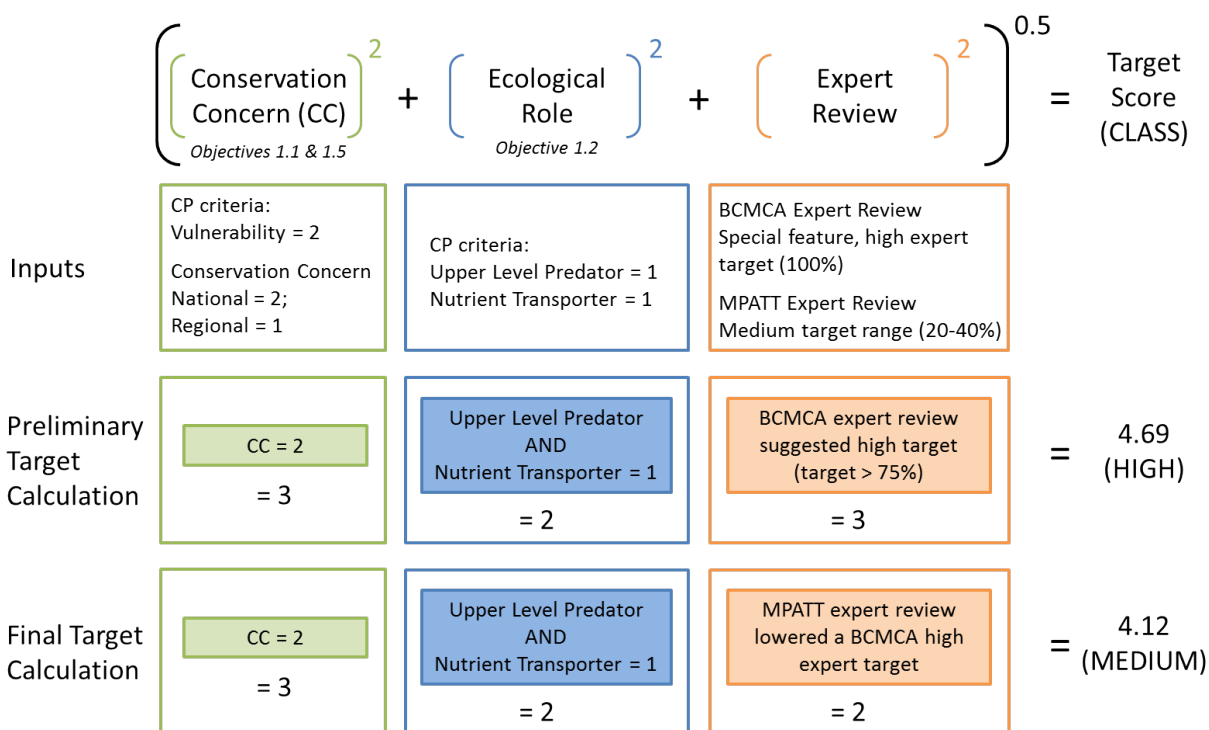 0.5
2
2
2
Conservation
Concern (CC)
Objectives 1.1 & 1.5
+
Ecological
Role
Objective 1.2
+
Expert
Review
=
Target
Score
(CLASS)
Inputs
CP criteria:
Vulnerability = 2
Conservation Concern
National = 2;
Regional = 1
CP criteria:
Upper Level Predator = 1
Nutrient Transporter = 1
BCMCA Expert Review
Special feature, high expert
target (100%)
MPATT Expert Review
Medium target range (20-40%)
Preliminary
Target
Calculation
CC = 2
= 3
Upper Level Predator
AND
Nutrient Transporter = 1
= 2
BCMCA expert review
suggested high target
(target > 75%)
= 3
=
4.69
(HIGH)
Final Target
Calculation
CC = 2
= 3
Upper Level Predator
AND
Nutrient Transporter = 1
= 2
MPATT expert review
lowered a BCMCA high
expert target
= 2
=
4.12
(MEDIUM)